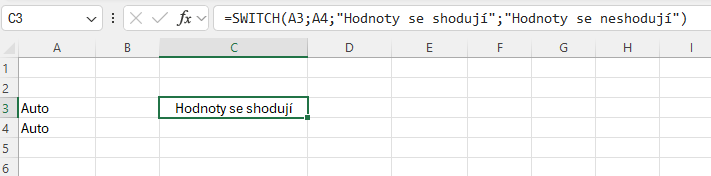 C3 fx =SWITCH(A3;A4;"Hodnoty se shodují";"Hodnoty se neshodují")
A B C D E F G H I
1
2
3 Auto Hodnoty se shodují
4 Auto
5
6